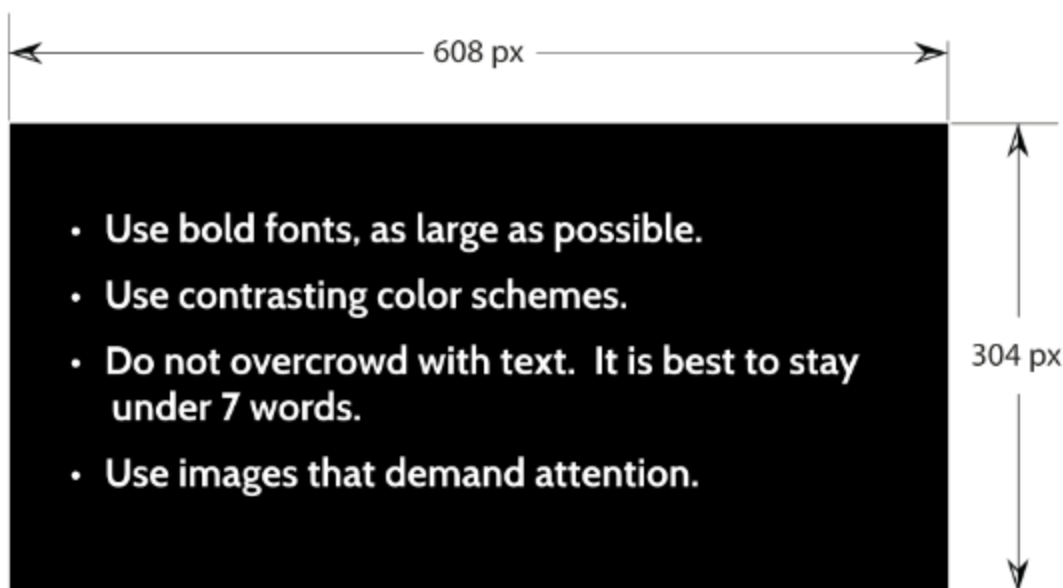 608 px
• Use bold fonts, as large as possible.
• Use contrasting color schemes.
• Do not overcrowd with text.  It is best to stay
under 7 words.
304 px
• Use images that demand attention.